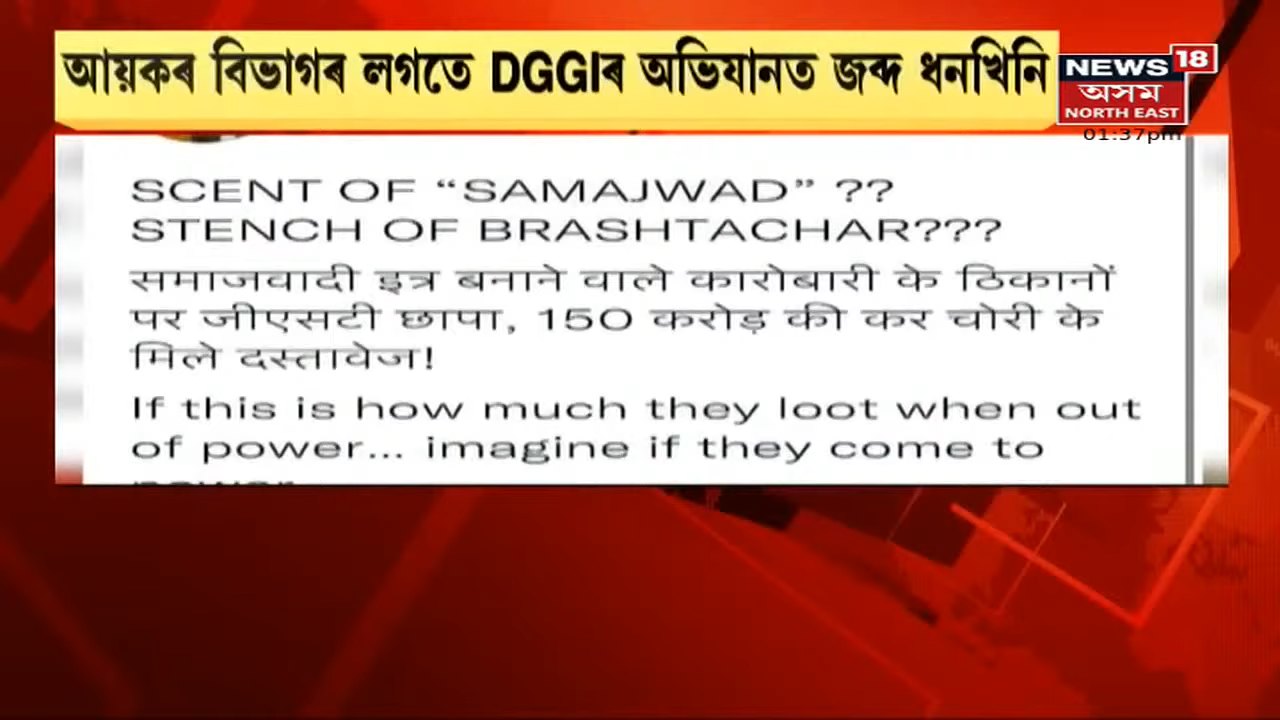 আয়কৰ বিভাগৰ লগতে DGGIৰ অভিযানত জব্দ ধনখিনি
NEWS 18
অসম
NORTH EAST
01:37pm
SCENT OF “SAMAJWAD” ??
STENCH OF BRASHTACHAR???
समाजवादी इत्र बनाने वाले कारोबारी के ठिकानों
पर जीएसटी छापा, 150 करोड़ की कर चोरी के
मिले दस्तावेज!
If this is how much they loot when out
of power... imagine if they come to